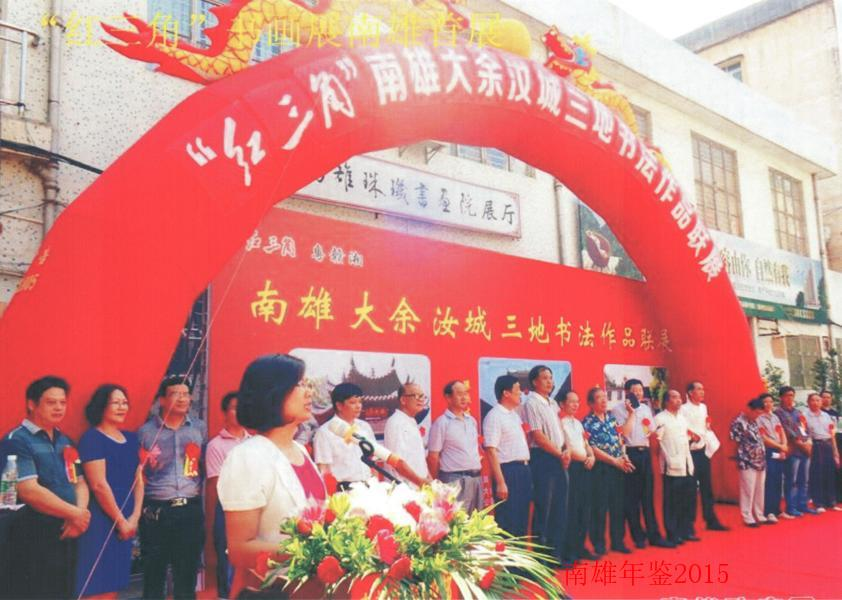 “红三角”书画展南雄首展
“红三角”南雄大余汝城三地书法作品联展
雄珠璣書画院展厅
红三角 粤赣湘
南雄大余汝城三地书法作品联展
自然有我
南雄年鉴2015